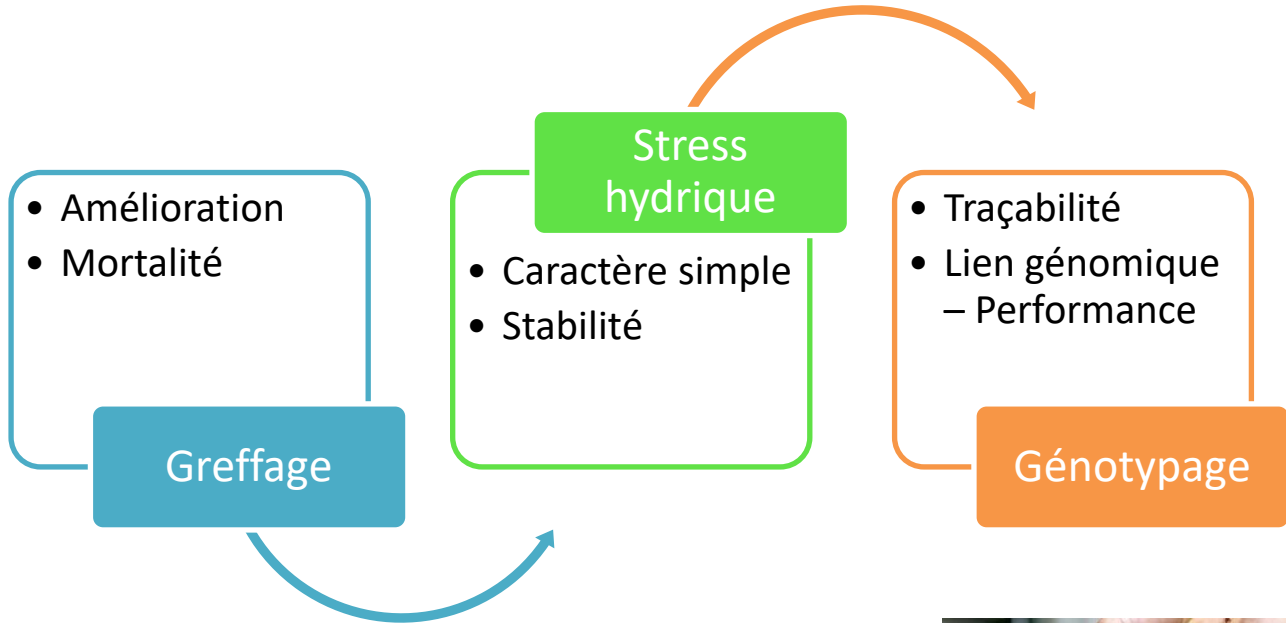 • Amélioration
• Mortalité
Greffage
Stress
hydrique
• Caractère simple
• Stabilité
• Traçabilité
• Lien génomique
– Performance
Génotypage